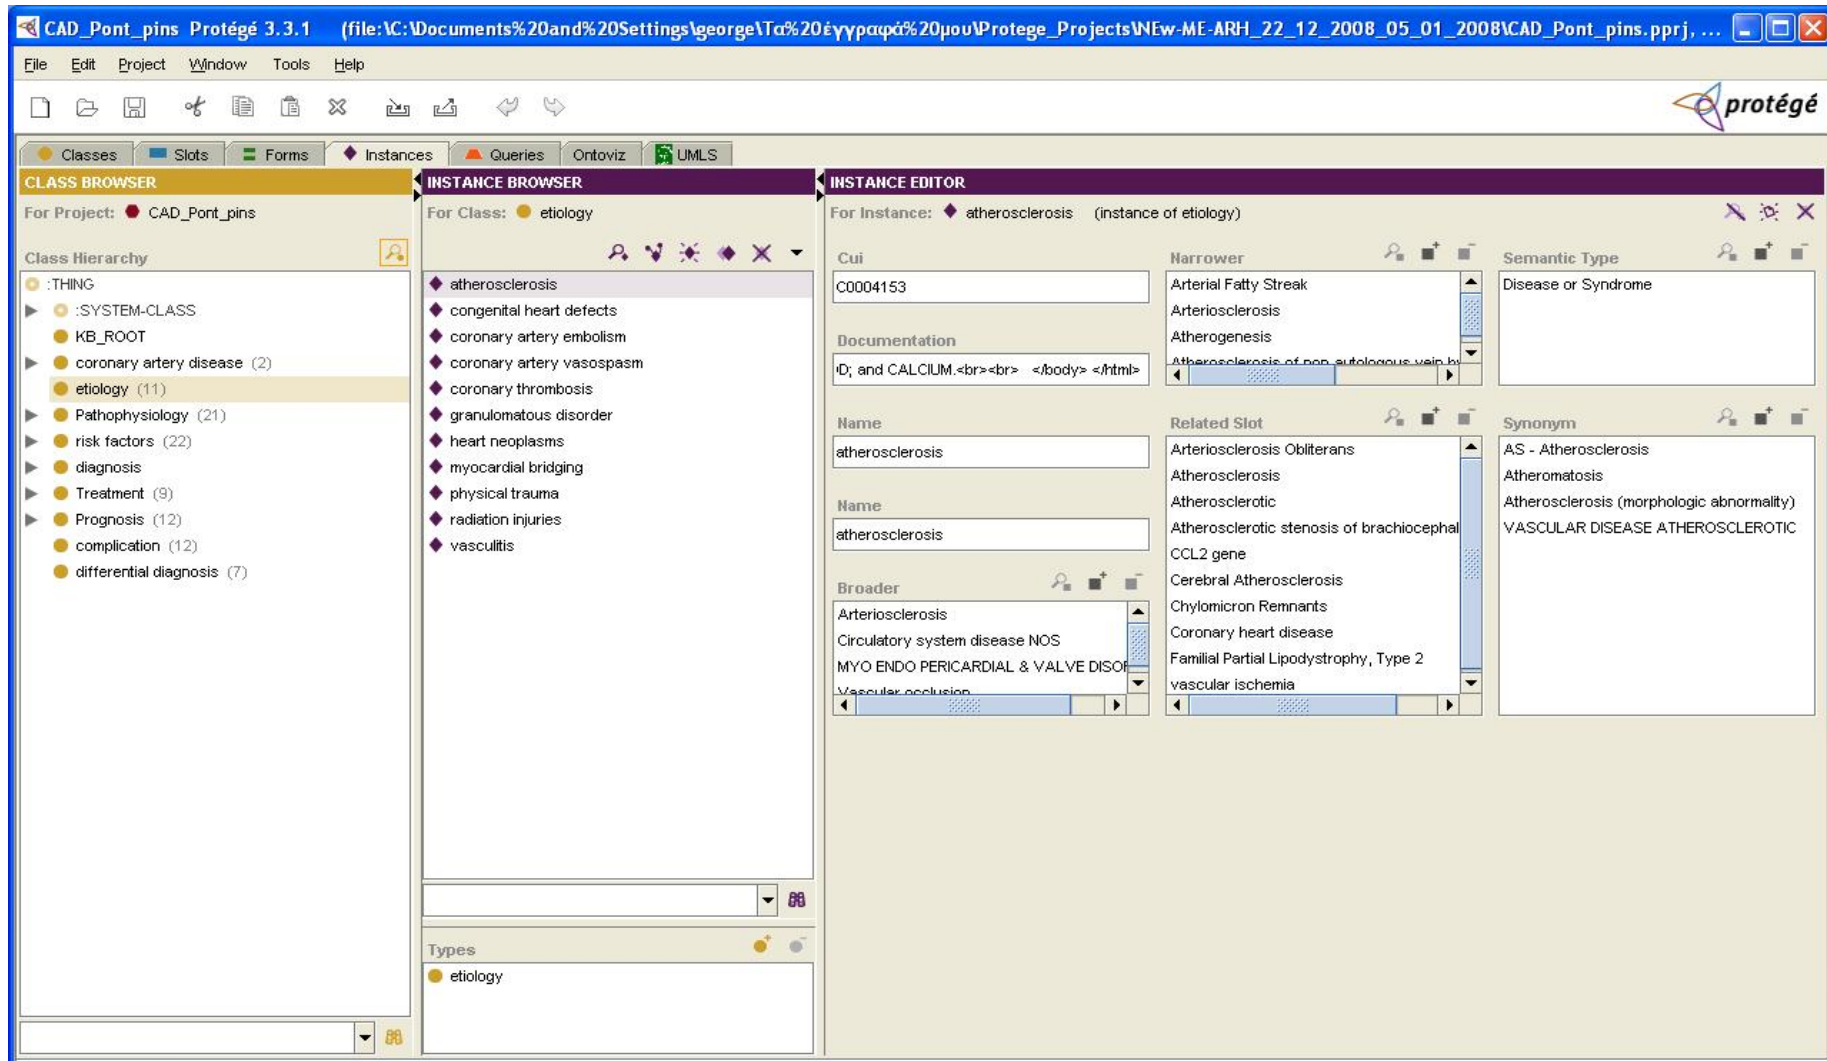 CAD_Pont_pins Protégé 3.3.1 (file:\C:\Documents%20and%20Settings\george\Τα%20έγγραφά%20μου\Protege_Projects\NEw-ME-ARH_22_12_2008_05_01_2008\CAD_Pont_pins.pprj, ...
File Edit Project Window Tools Help
protégé
Classes Slots Forms Instances Queries Ontoviz UMLS
CLASS BROWSER
For Project: CAD_Pont_pins
Class Hierarchy
:THING
:SYSTEM-CLASS
KB_ROOT
coronary artery disease (2)
etiology (11)
Pathophysiology (21)
risk factors (22)
diagnosis
Treatment (9)
Prognosis (12)
complication (12)
differential diagnosis (7)
INSTANCE BROWSER
For Class: etiology
atherosclerosis
congenital heart defects
coronary artery embolism
coronary artery vasospasm
coronary thrombosis
granulomatous disorder
heart neoplasms
myocardial bridging
physical trauma
radiation injuries
vasculitis
Types
etiology
INSTANCE EDITOR
For Instance: atherosclerosis (instance of etiology)
Cui
C0004153
Documentation
D; and CALCIUM.<br><br> </body> </html>
Name
atherosclerosis
Name
atherosclerosis
Broader
Arteriosclerosis
Circulatory system disease NOS
MYO ENDO PERICARDIAL & VALVE DISOR
Vascular occlusion
Narrower
Arterial Fatty Streak
Arteriosclerosis
Atherogenesis
Atherosclerosis of non autologous vein by
Related Slot
Arteriosclerosis Obliterans
Atherosclerosis
Atherosclerotic
Atherosclerotic stenosis of brachiocephal
CCL2 gene
Cerebral Atherosclerosis
Chylomicron Remnants
Coronary heart disease
Familial Partial Lipodystrophy, Type 2
vascular ischemia
Semantic Type
Disease or Syndrome
Synonym
AS - Atherosclerosis
Atheromatosis
Atherosclerosis (morphologic abnormality)
VASCULAR DISEASE ATHEROSCLEROTIC